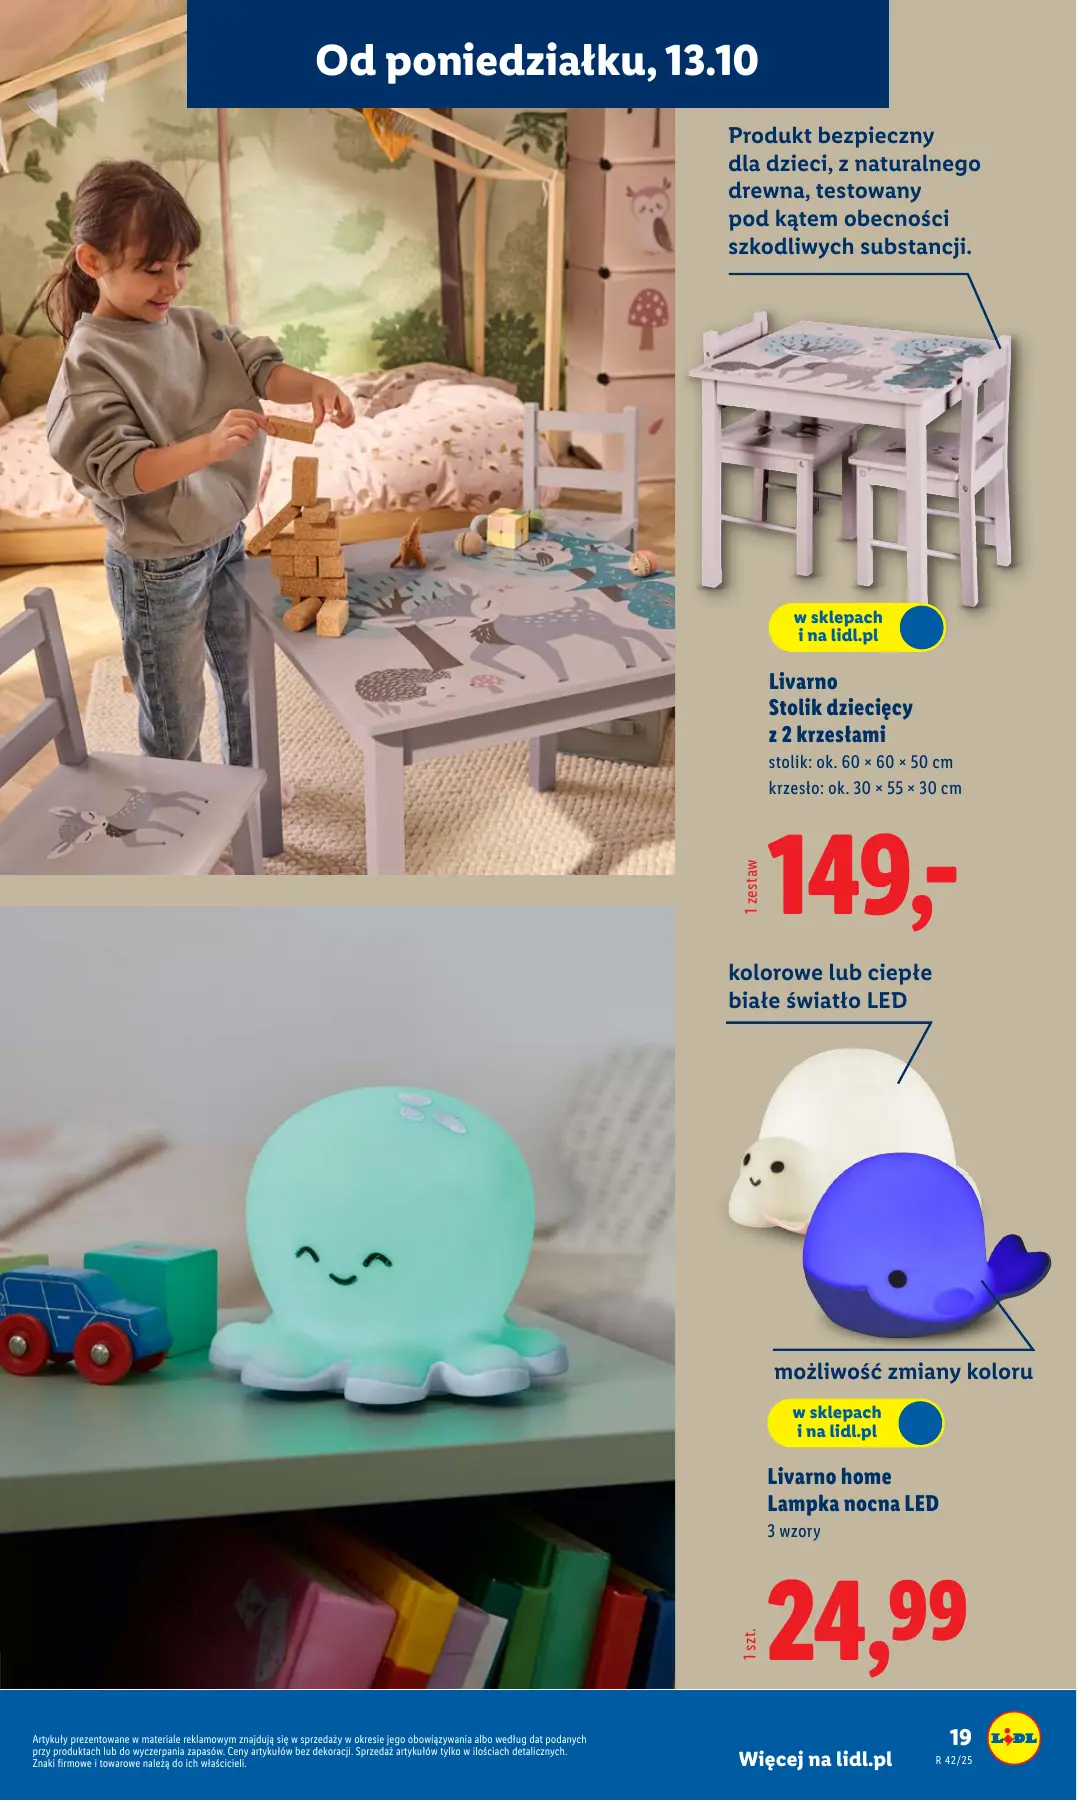 Od poniedziałku, 13.10
Produkt bezpieczny
dla dzieci, z naturalnego
drewna, testowany
pod kątem obecności
szkodliwych substancji.
w sklepach
i na lidl.pl
Livarno
Stolik dziecięcy
z 2 krzesłami
stolik: ok. 60 × 60 × 50 cm
krzesło: ok. 30 × 55 × 30 cm
1 zestaw
149,-
kolorowe lub ciepłe
białe światło LED
możliwość zmiany koloru
w sklepach
i na lidl.pl
Livarno home
Lampka nocna LED
3 wzory
1 szt.
24,99
Artykuły prezentowane w materiale reklamowym znajdują się w sprzedaży w okresie jego obowiązywania albo według dat podanych
przy produktach lub do wyczerpania zapasów. Ceny artykułów bez dekoracji. Sprzedaż artykułów tylko w ilościach detalicznych.
Znaki firmowe i towarowe należą do ich właścicieli.
Więcej na lidl.pl
19
R 42/25
LIDL